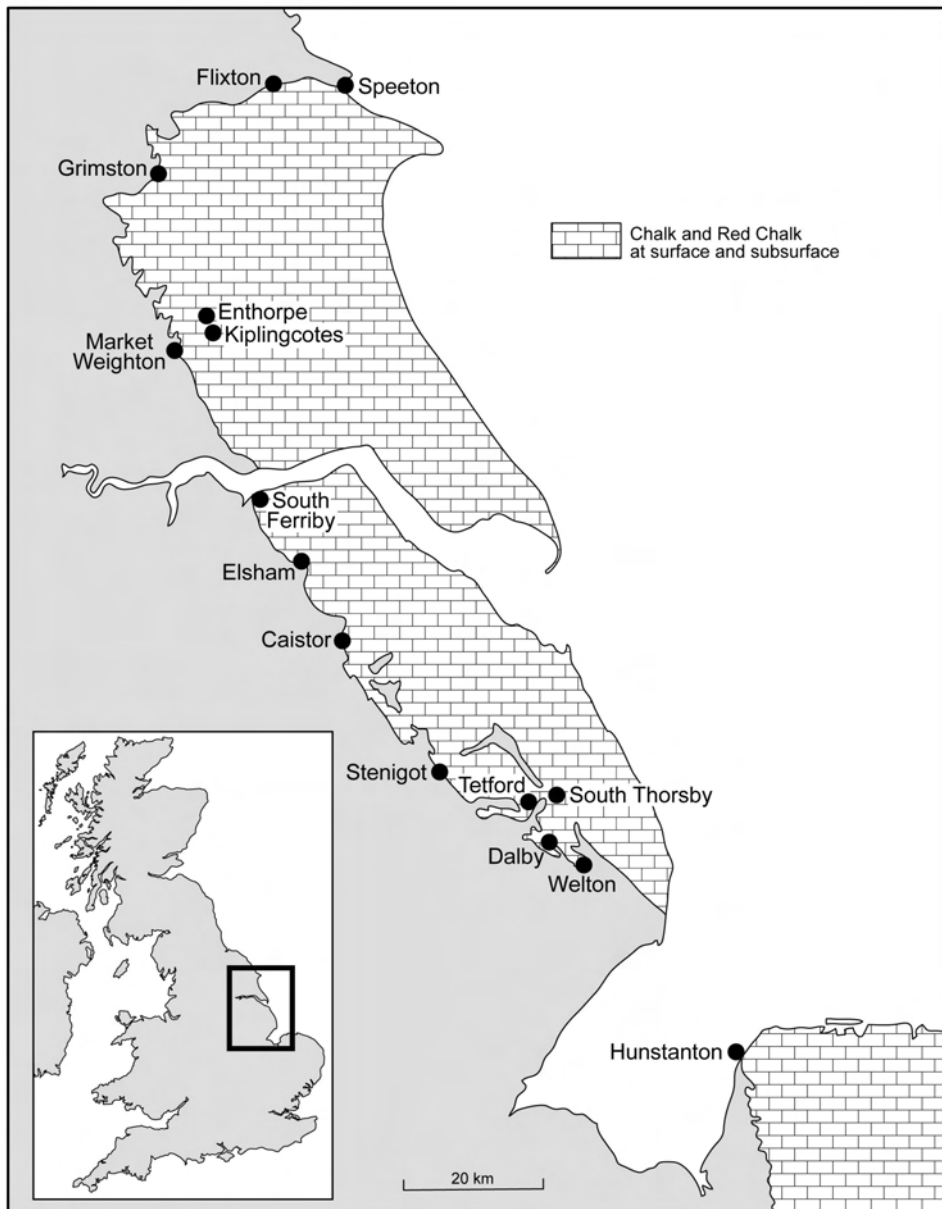 Flixton
Speeton
Grimston
Chalk and Red Chalk
at surface and subsurface
Enthorpe
Kiplingcotes
Market
Weighton
South
Ferriby
Elsham
Caistor
Stenigot
Tetford
South Thorsby
Dalby
Welton
Hunstanton
20 km